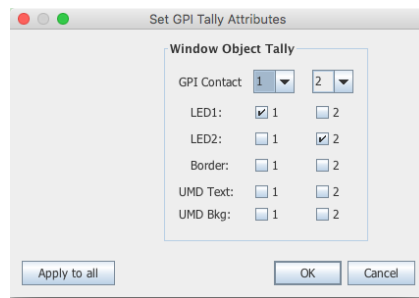 Set GPI Tally Attributes
Window Object Tally
GPI Contact 1 2
LED1: 1 2
LED2: 1 2
Border: 1 2
UMD Text: 1 2
UMD Bkg: 1 2
Apply to all OK Cancel